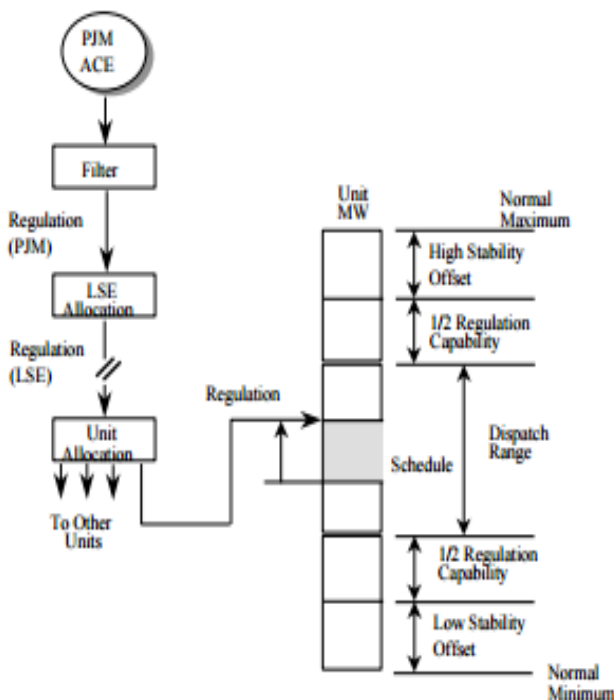 PJM
ACE
Filter
Regulation
(PJM)
LSE
Allocation
Regulation
(LSE)
Unit
Allocation
To Other
Units
Regulation
Unit
MW
Normal
Maximum
High Stability
Offset
1/2 Regulation
Capability
Schedule
Dispatch
Range
1/2 Regulation
Capability
Low Stability
Offset
Normal
Minimum